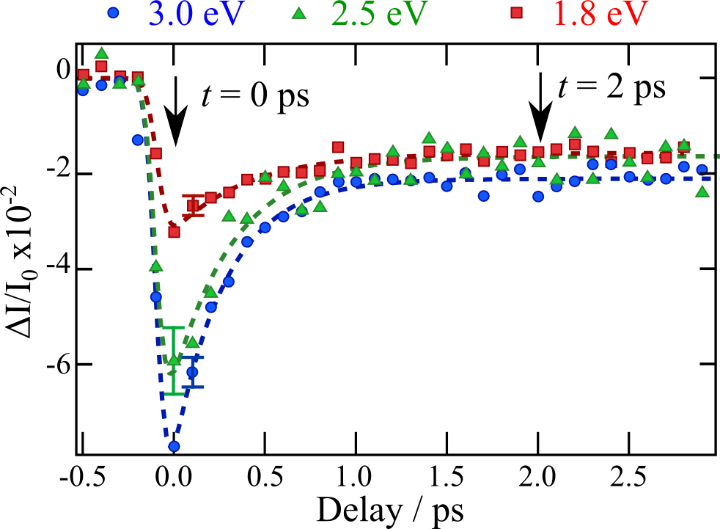 3.0 eV 2.5 eV 1.8 eV
t = 0 ps
t = 2 ps
0
-2
-4
-6
ΔI/I0 x10-2
-0.5 0.0 0.5 1.0 1.5 2.0 2.5
Delay / ps